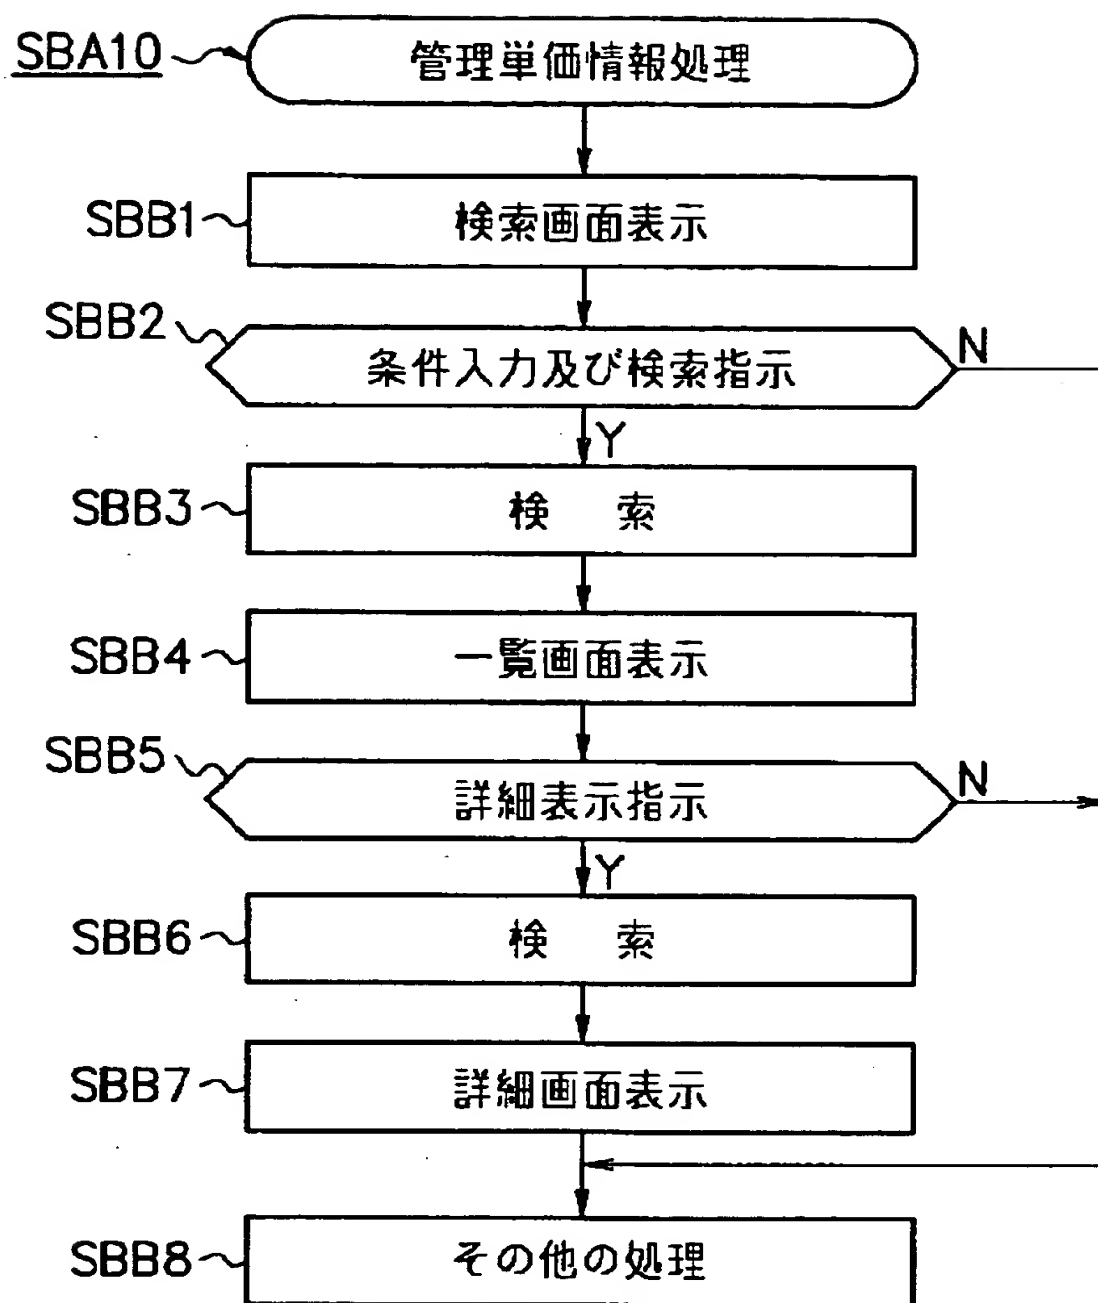 SBA10
管理単価情報処理
SBB1
検索画面表示
SBB2
条件入力及び検索指示
N
Y
SBB3
検 索
SBB4
一覧画面表示
SBB5
詳細表示指示
N
Y
SBB6
検 索
SBB7
詳細画面表示
SBB8
その他の処理